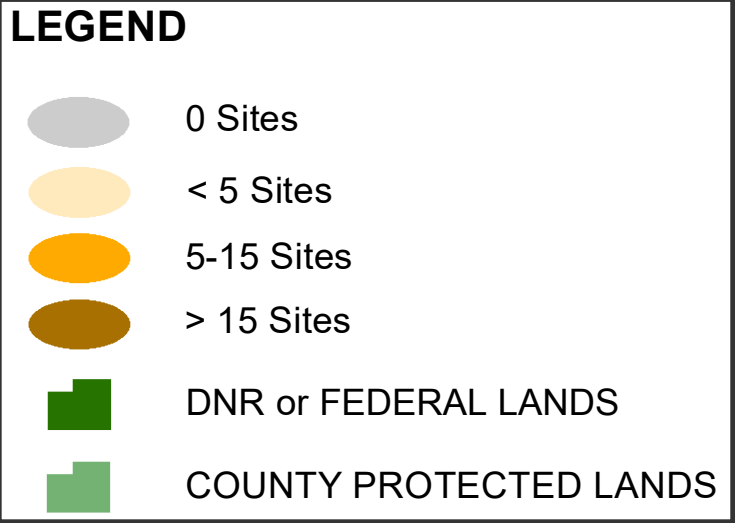 LEGEND
0 Sites
< 5 Sites
5-15 Sites
> 15 Sites
DNR or FEDERAL LANDS
COUNTY PROTECTED LANDS